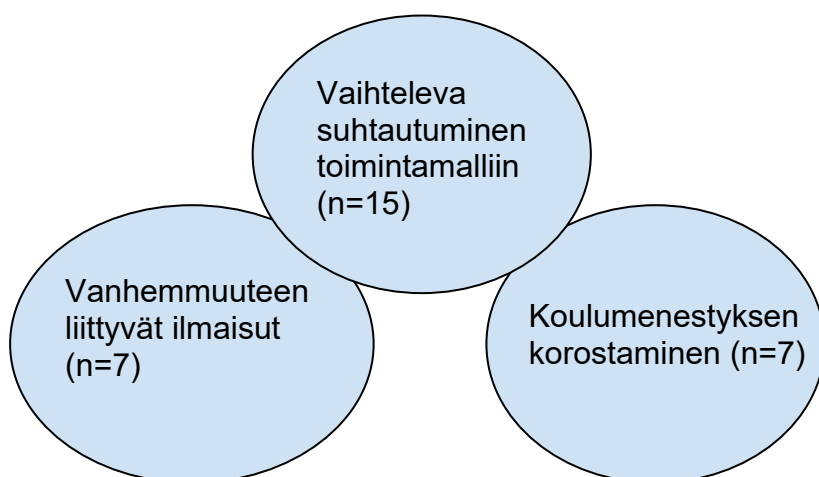 Vaihteleva
suhtautuminen
toimintamalliin
(n=15)
Vanhemmuuteen
liittyvät ilmaisut
(n=7)
Koulumenestyksen
korostaminen (n=7)